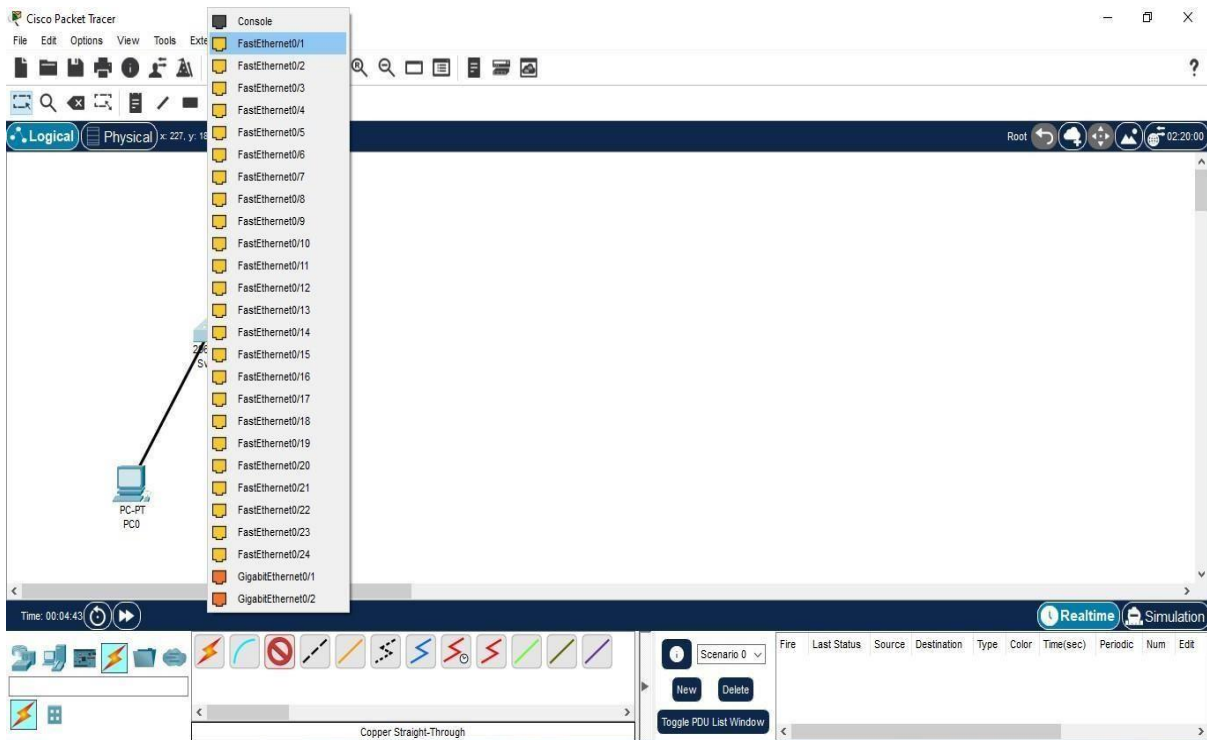 Cisco Packet Tracer
File Edit Options View Tools Exte
Console
FastEthernet0/1
FastEthernet0/2
FastEthernet0/3
FastEthernet0/4
FastEthernet0/5
FastEthernet0/6
FastEthernet0/7
FastEthernet0/8
FastEthernet0/9
FastEthernet0/10
FastEthernet0/11
FastEthernet0/12
FastEthernet0/13
FastEthernet0/14
FastEthernet0/15
FastEthernet0/16
FastEthernet0/17
FastEthernet0/18
FastEthernet0/19
FastEthernet0/20
FastEthernet0/21
FastEthernet0/22
FastEthernet0/23
FastEthernet0/24
GigabitEthernet0/1
GigabitEthernet0/2
Logical Physical x: 227, y: 18
Root 02:20:00
PC-PT
PC0
Time: 00:04:43
Realtime Simulation
Scenario 0
New Delete
Toggle PDU List Window
Fire Last Status Source Destination Type Color Time(sec) Periodic Num Edit
Copper Straight-Through